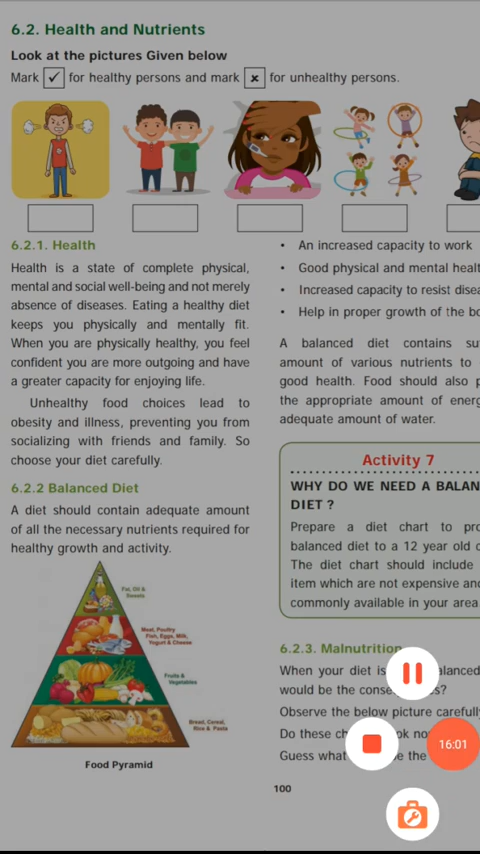 6.2. Health and Nutrients
Look at the pictures Given below
Mark ✓ for healthy persons and mark × for unhealthy persons.
6.2.1. Health
Health is a state of complete physical,
mental and social well-being and not merely
absence of diseases. Eating a healthy diet
keeps you physically and mentally fit.
When you are physically healthy, you feel
confident you are more outgoing and have
a greater capacity for enjoying life.
Unhealthy food choices lead to
obesity and illness, preventing you from
socializing with friends and family. So
choose your diet carefully.
6.2.2 Balanced Diet
A diet should contain adequate amount
of all the necessary nutrients required for
healthy growth and activity.
Fat, Oil &
Sweets
Meat, Poultry
Fish, Eggs, Milk,
Yogurt & Cheese
Fruits &
Vegetables
Bread, Cereal,
Rice & Pasta
Food Pyramid
• An increased capacity to work
• Good physical and mental healt
• Increased capacity to resist disea
• Help in proper growth of the bo
A balanced diet contains su
amount of various nutrients to
good health. Food should also p
the appropriate amount of energ
adequate amount of water.
Activity 7
WHY DO WE NEED A BALAN
DIET ?
Prepare a diet chart to pro
balanced diet to a 12 year old c
The diet chart should include
item which are not expensive and
commonly available in your area
6.2.3. Malnutrition
When your diet is alanced
would be the conse s?
Observe the below picture carefully
Do these ch ok no
Guess what e the
16:01
100